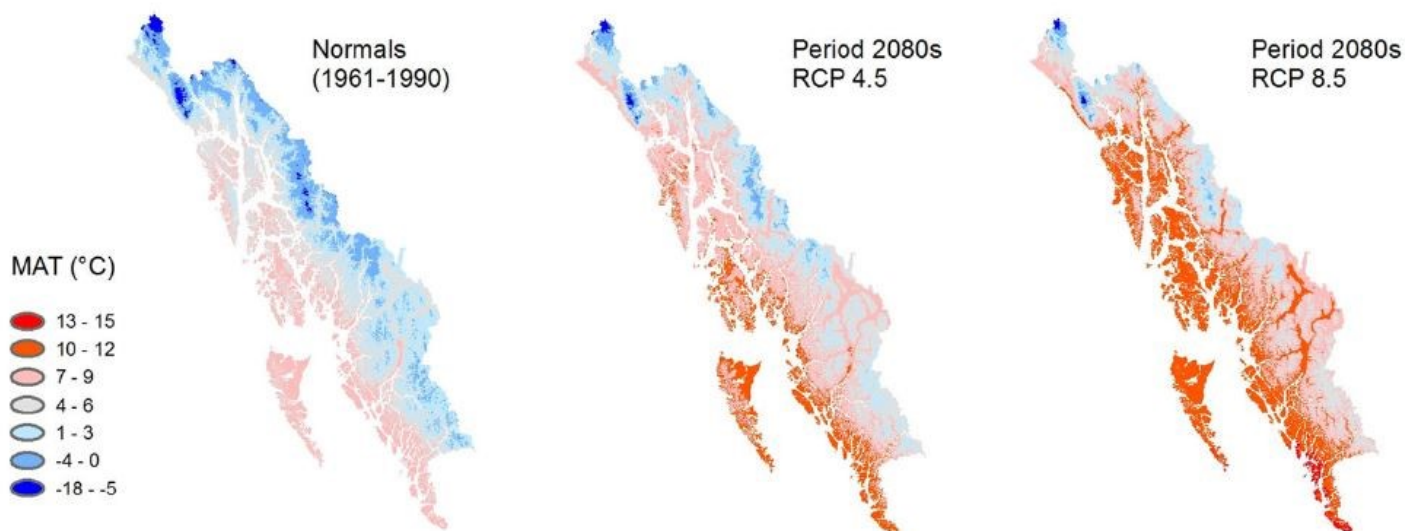 Normals
(1961-1990)
Period 2080s
RCP 4.5
Period 2080s
RCP 8.5
MAT (°C)
13 - 15
10 - 12
7 - 9
4 - 6
1 - 3
-4 - 0
-18 - -5